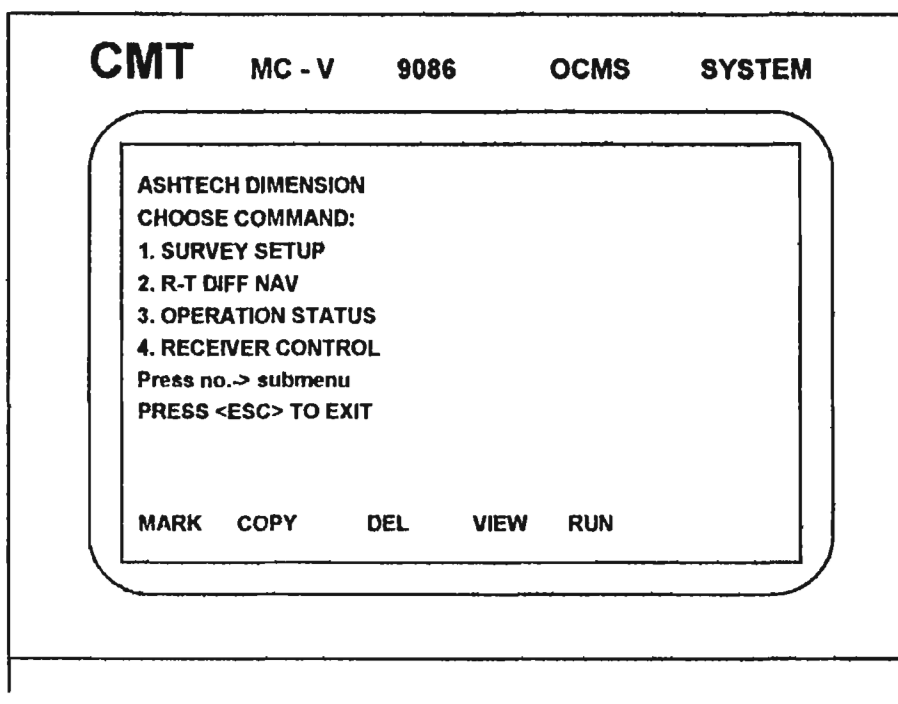 CMT MC - V 9086 OCMS SYSTEM
ASHTECH DIMENSION
CHOOSE COMMAND:
1. SURVEY SETUP
2. R-T DIFF NAV
3. OPERATION STATUS
4. RECEIVER CONTROL
Press no.-> submenu
PRESS <ESC> TO EXIT
MARK COPY DEL VIEW RUN